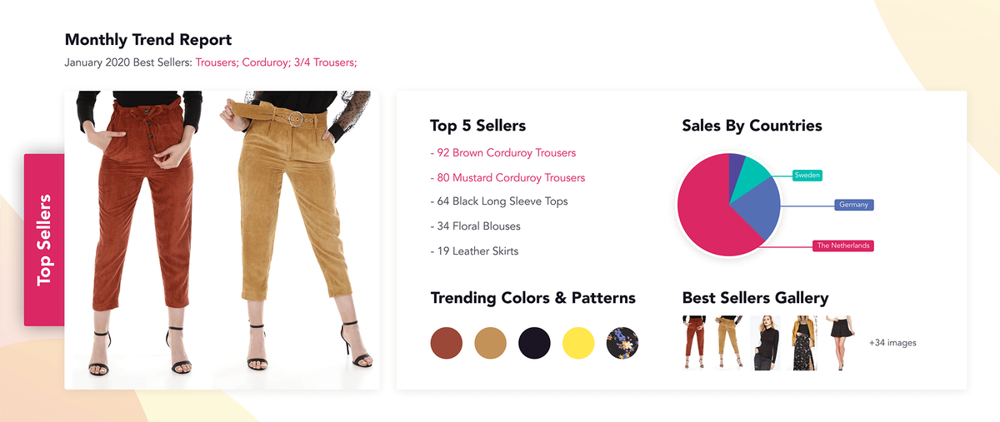 Monthly Trend Report
January 2020 Best Sellers: Trousers; Corduroy; 3/4 Trousers;
Top Sellers
Top 5 Sellers
- 92 Brown Corduroy Trousers
- 80 Mustard Corduroy Trousers
- 64 Black Long Sleeve Tops
- 34 Floral Blouses
- 19 Leather Skirts
Sales By Countries
Sweden
Germany
The Netherlands
Trending Colors & Patterns
Best Sellers Gallery
+34 images